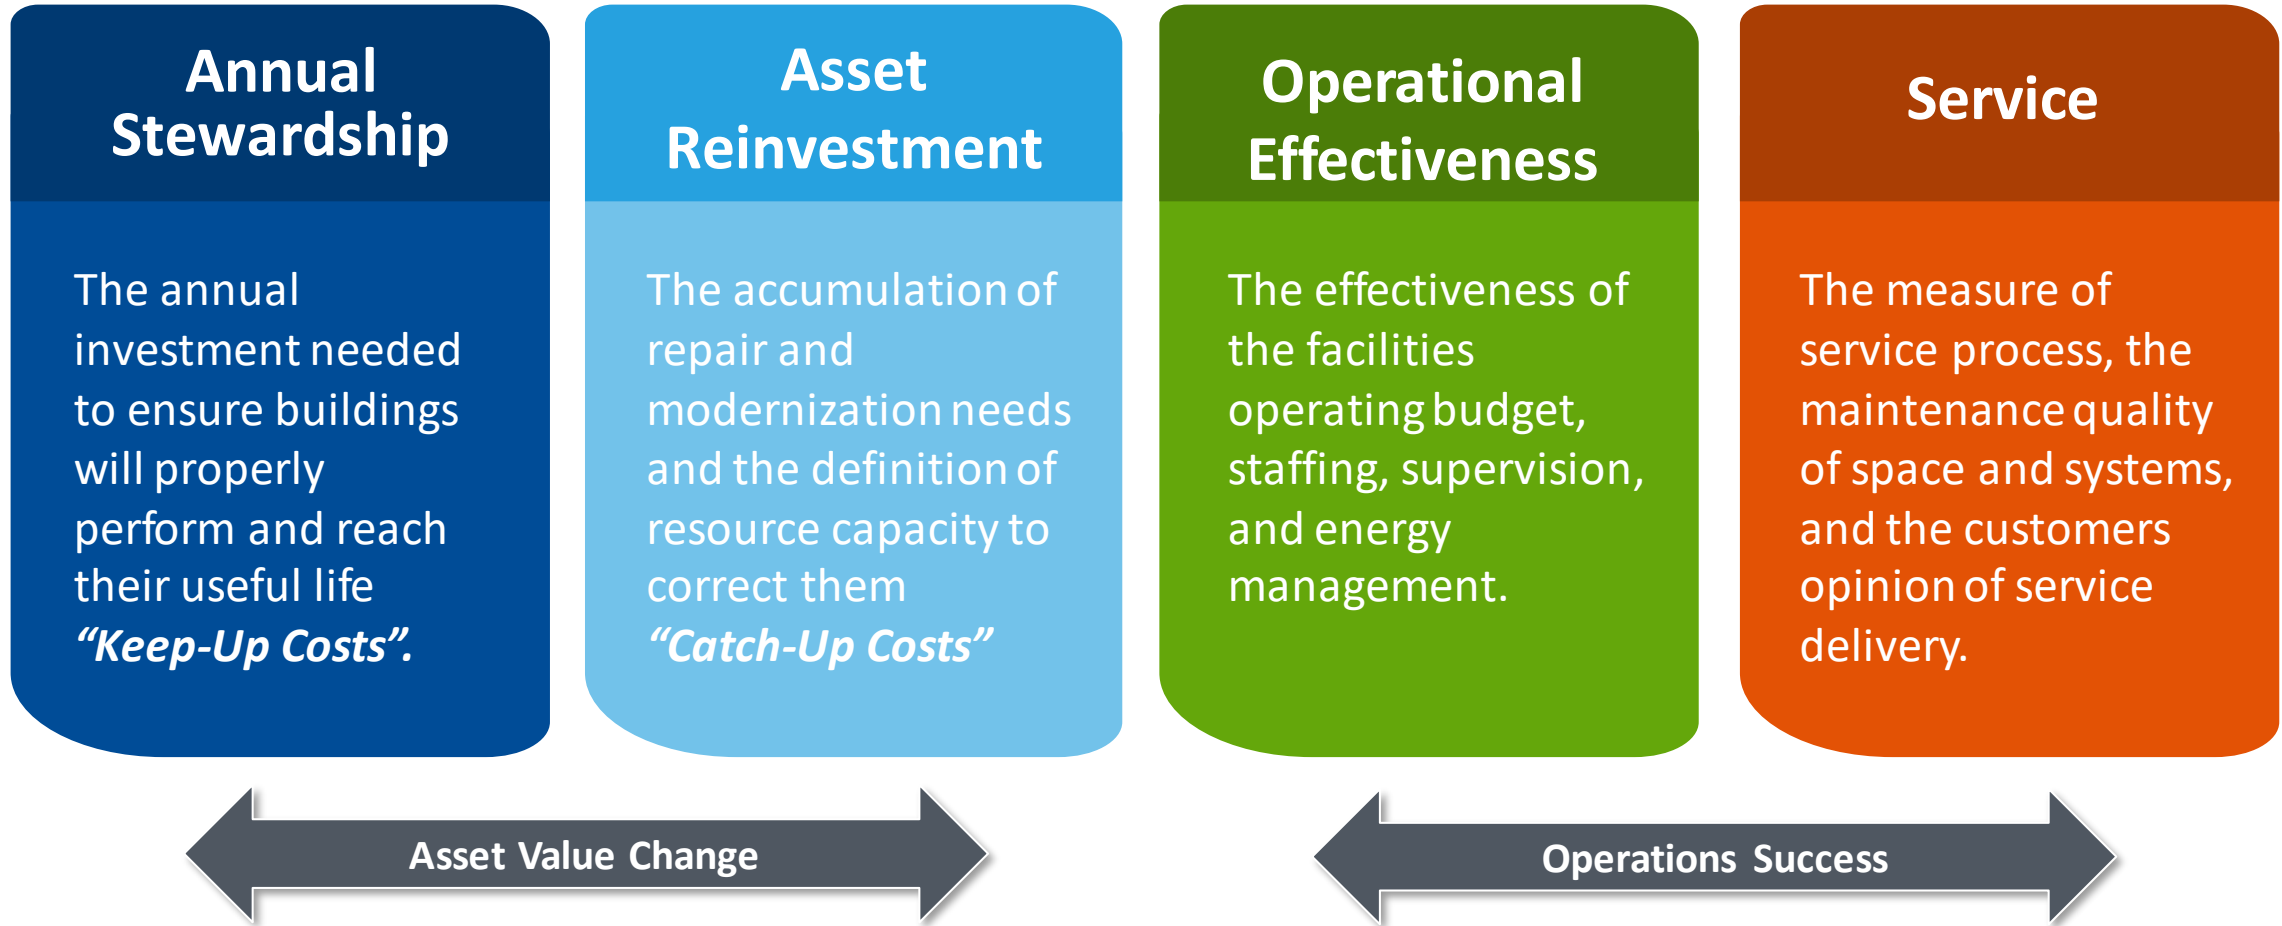 Annual
Stewardship
The annual
investment needed
to ensure buildings
will properly
perform and reach
their useful life
“Keep-Up Costs”.
Asset
Reinvestment
The accumulation of
repair and
modernization needs
and the definition of
resource capacity to
correct them
“Catch-Up Costs”
Operational
Effectiveness
The effectiveness of
the facilities
operating budget,
staffing, supervision,
and energy
management.
Service
The measure of
service process, the
maintenance quality
of space and systems,
and the customers
opinion of service
delivery.
Asset Value Change
Operations Success